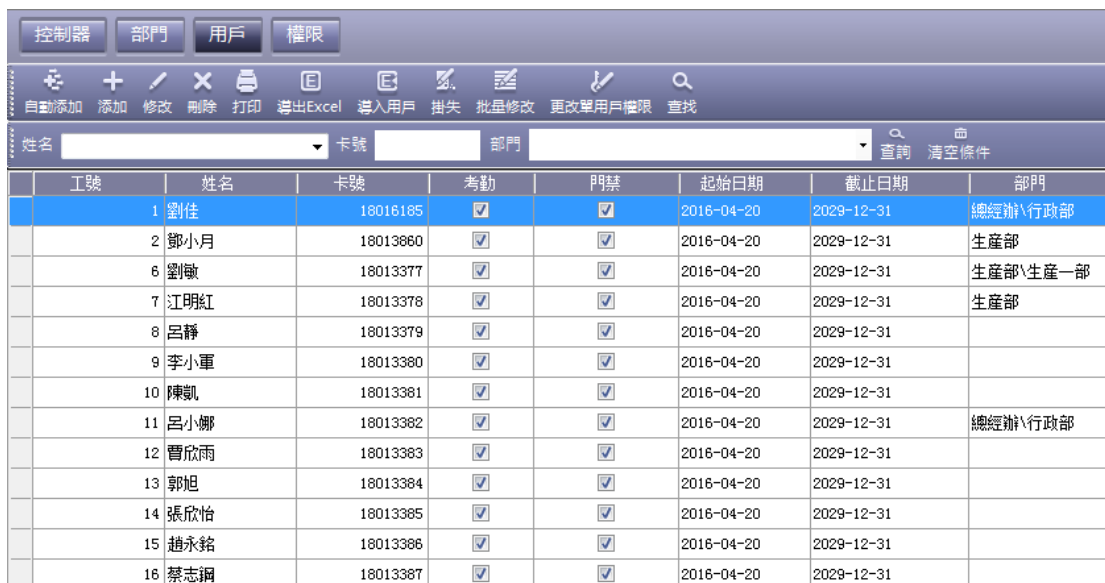 控制器 部門 用戶 權限
自動添加 添加 修改 刪除 打印 導出Excel 導入用戶 掛失 批量修改 更改單用戶權限 查找
姓名 卡號 部門 查詢 清空條件
工號 姓名 卡號 考勤 門禁 起始日期 截止日期 部門
1 劉佳 18016185 2016-04-20 2029-12-31 總經辦\行政部
2 鄧小月 18013860 2016-04-20 2029-12-31 生産部
6 劉敏 18013377 2016-04-20 2029-12-31 生産部\生産一部
7 江明紅 18013378 2016-04-20 2029-12-31 生産部
8 呂靜 18013379 2016-04-20 2029-12-31
9 李小軍 18013380 2016-04-20 2029-12-31
10 陳凱 18013381 2016-04-20 2029-12-31
11 呂小娜 18013382 2016-04-20 2029-12-31 總經辦\行政部
12 賈欣雨 18013383 2016-04-20 2029-12-31
13 郭旭 18013384 2016-04-20 2029-12-31
14 張欣怡 18013385 2016-04-20 2029-12-31
15 趙永銘 18013386 2016-04-20 2029-12-31
16 蔡志鋼 18013387 2016-04-20 2029-12-31